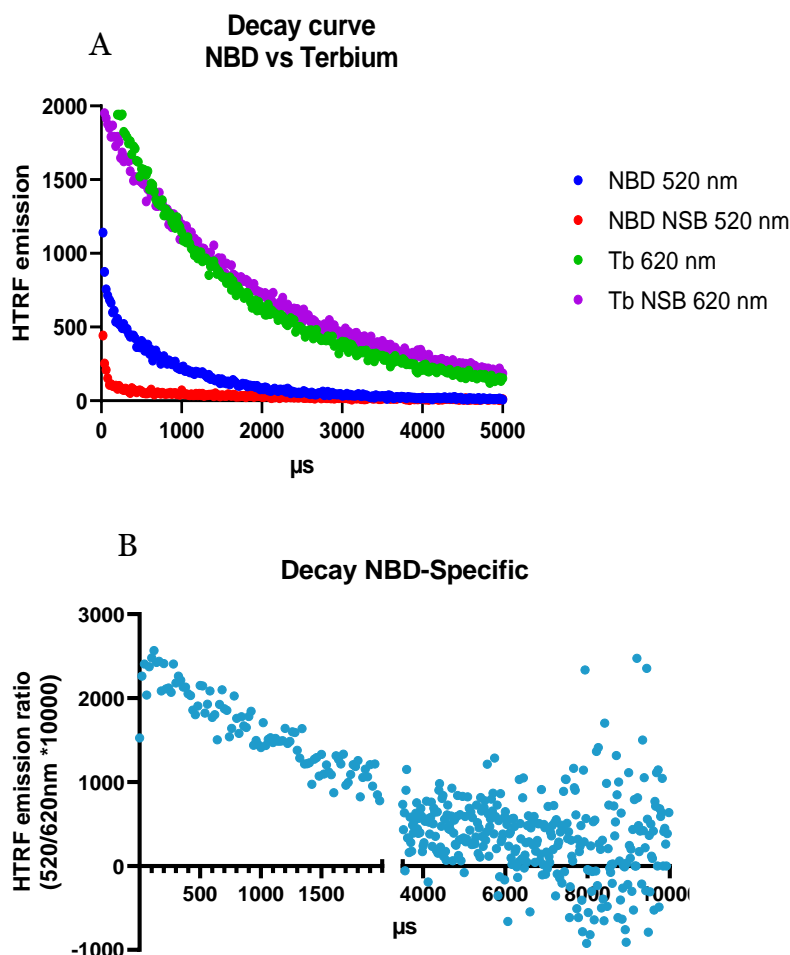 A
Decay curve
NBD vs Terbium
HTRF emission
2000
1500
1000
500
0
0 1000 2000 3000 4000 5000
µs
NBD 520 nm
NBD NSB 520 nm
Tb 620 nm
Tb NSB 620 nm
B
Decay NBD-Specific
HTRF emission ratio
(520/620nm *10000)
3000
2000
1000
0
-1000
500 1000 1500 4000 6000 8000 10000
µs